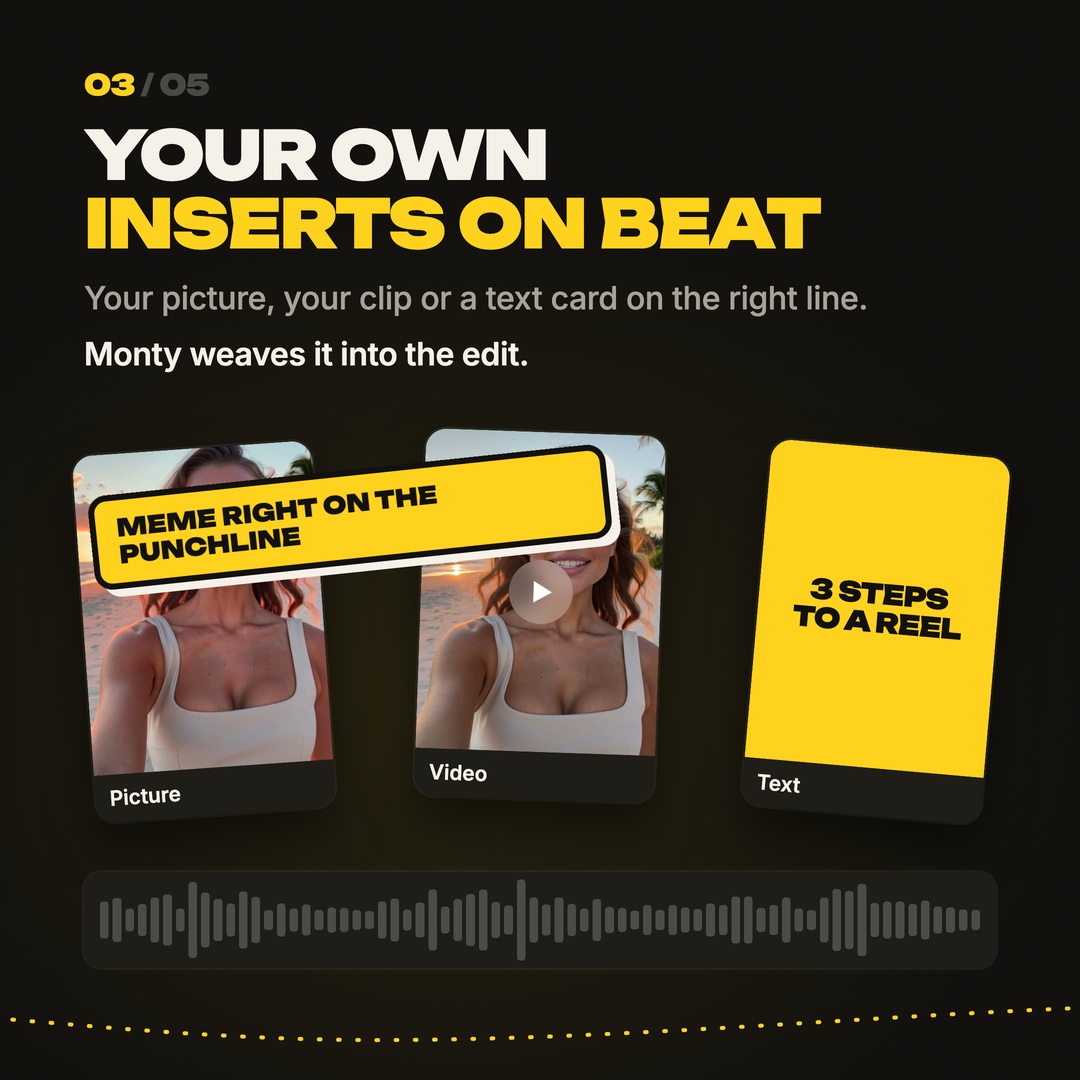 03 / 05
YOUR OWN
INSERTS ON BEAT
Your picture, your clip or a text card on the right line.
Monty weaves it into the edit.
MEME RIGHT ON THE
PUNCHLINE
3 STEPS
TO A REEL
Picture
Video
Text